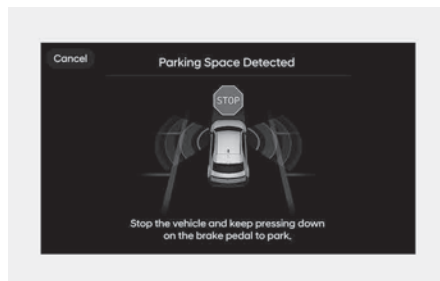 Cancel
Parking Space Detected
STOP
Stop the vehicle and keep pressing down
on the brake pedal to park.